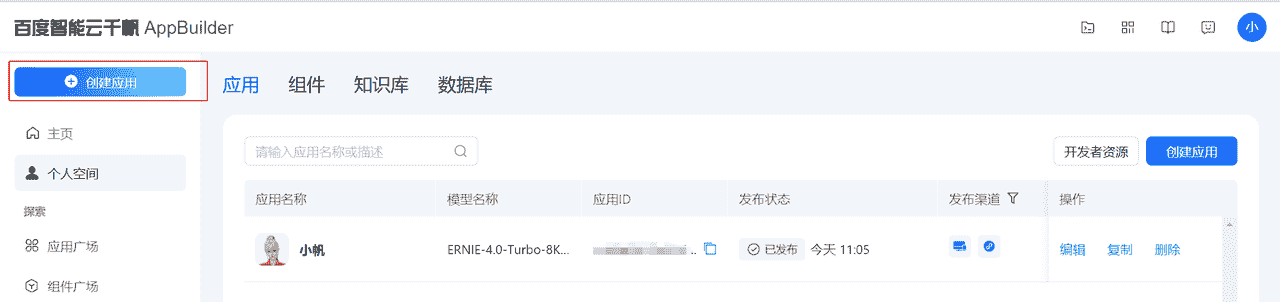 百度智能云千帆 AppBuilder
小
创建应用
应用 组件 知识库 数据库
主页
个人空间
探索
应用广场
组件广场
请输入应用名称或描述
开发者资源 创建应用
应用名称 模型名称 应用ID 发布状态 发布渠道 操作
小帆 ERNIE-4.0-Turbo-8K... .. 已发布 今天 11:05 编辑 复制 删除